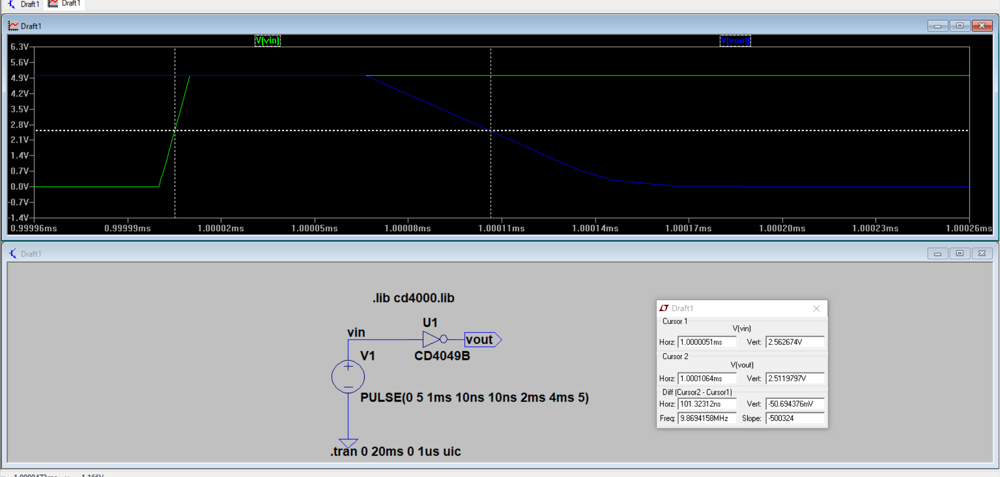 Draft1 Draft1
Draft1
V(vin) V(vout)
6.3V
5.6V
4.9V
4.2V
3.5V
2.8V
2.1V
1.4V
0.7V
0.0V
-0.7V
-1.4V
0.99996ms 0.99999ms 1.00002ms 1.00005ms 1.00008ms 1.00011ms 1.00014ms 1.00017ms 1.00020ms 1.00023ms 1.00026ms
Draft1
.lib cd4000.lib
U1
vin
vout
V1
CD4049B
PULSE(0 5 1ms 10ns 10ns 2ms 4ms 5)
.tran 0 20ms 0 1us uic
Draft1
Cursor 1
V(vin)
Horz: 1.0000051ms Vert: 2.562674V
Cursor 2
V(vout)
Horz: 1.0001064ms Vert: 2.5119797V
Diff (Cursor2 - Cursor1)
Horz: 101.32312ns Vert: -50.694376mV
Freq: 9.8694158MHz Slope: -500324